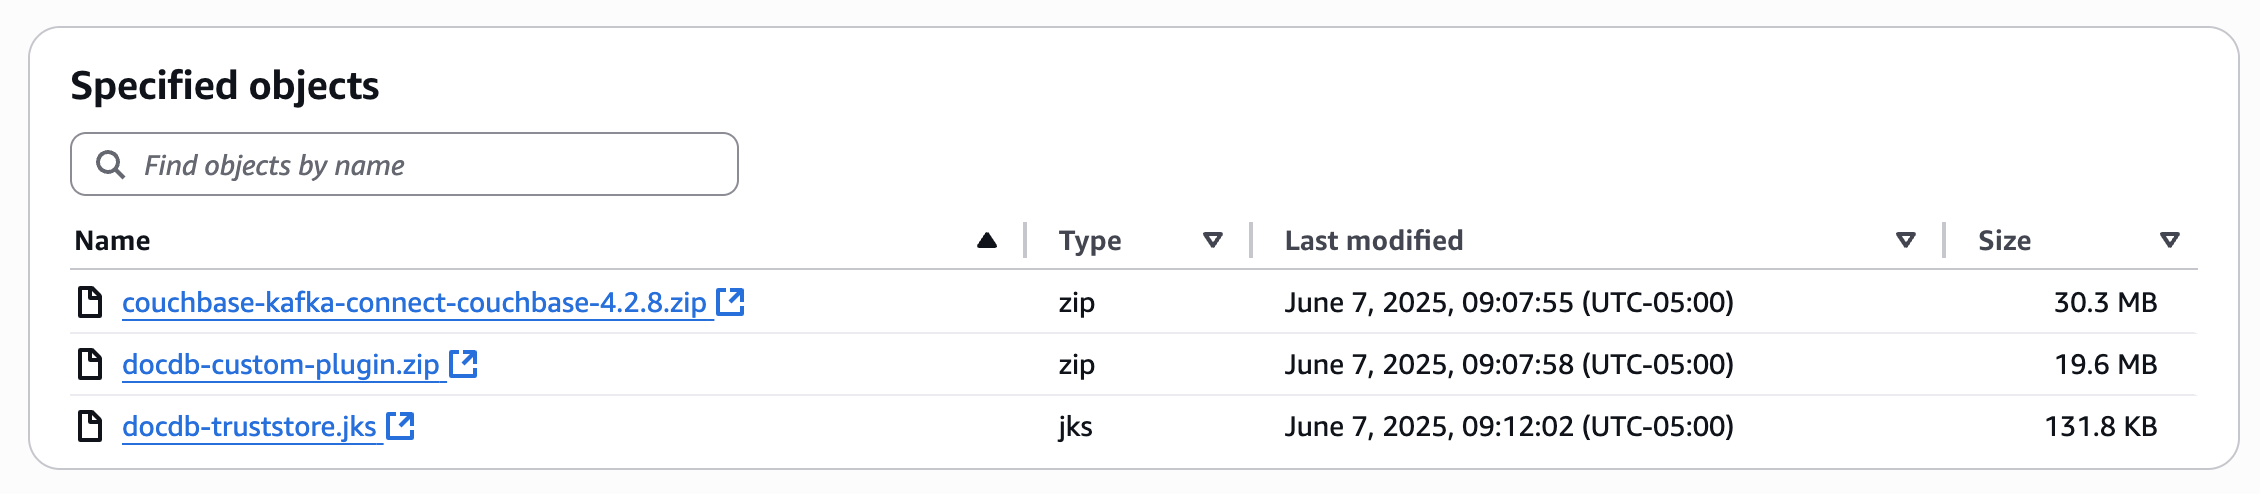 Specified objects
Find objects by name
Name Type Last modified Size
couchbase-kafka-connect-couchbase-4.2.8.zip zip June 7, 2025, 09:07:55 (UTC-05:00) 30.3 MB
docdb-custom-plugin.zip zip June 7, 2025, 09:07:58 (UTC-05:00) 19.6 MB
docdb-truststore.jks jks June 7, 2025, 09:12:02 (UTC-05:00) 131.8 KB